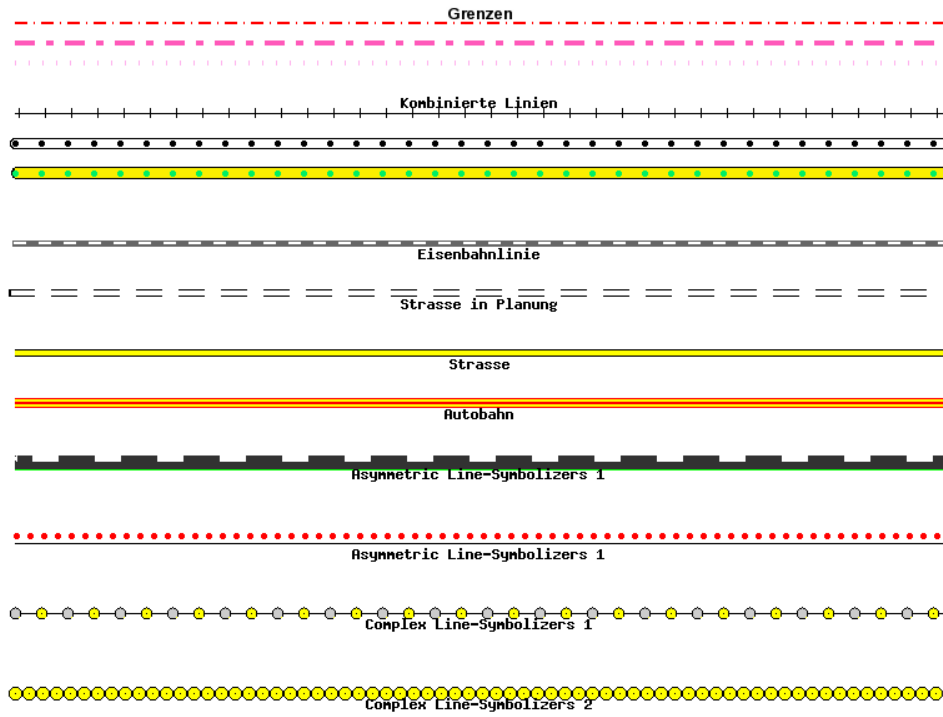 Grenzen
Kombinierte Linien
Eisenbahnlinie
Strasse in Planung
Strasse
Autobahn
Asymmetric Line-Symbolizers 1
Asymmetric Line-Symbolizers 1
Complex Line-Symbolizers 1
Complex Line-Symbolizers 2